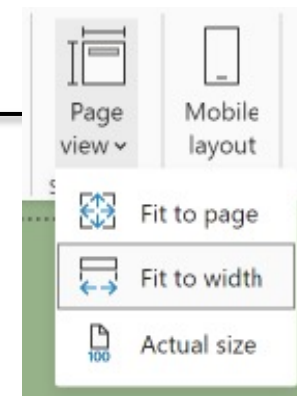 Page
view
Mobile
layout
S
Fit to page
Fit to width
100
Actual size